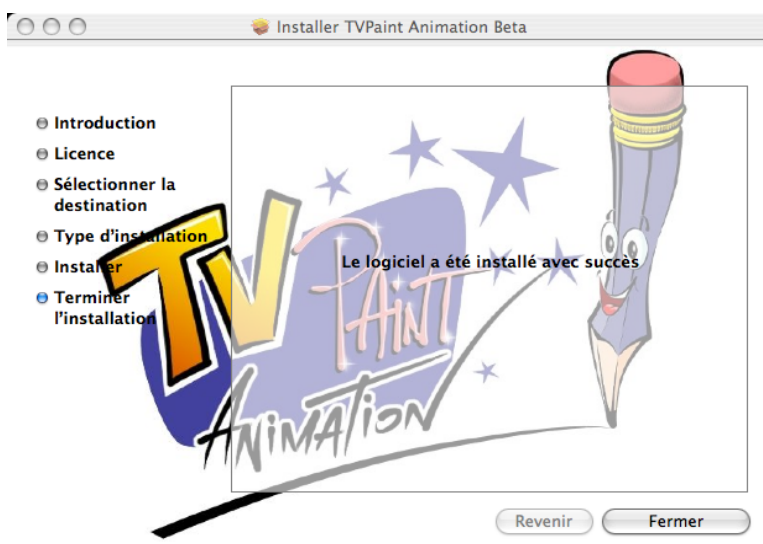 Installer TVPaint Animation Beta
Introduction
Licence
Sélectionner la
destination
Type d'installation
Installer
Terminer
l'installation
TV
PAiNT
ANiMATiON
Le logiciel a été installé avec succès
Revenir
Fermer